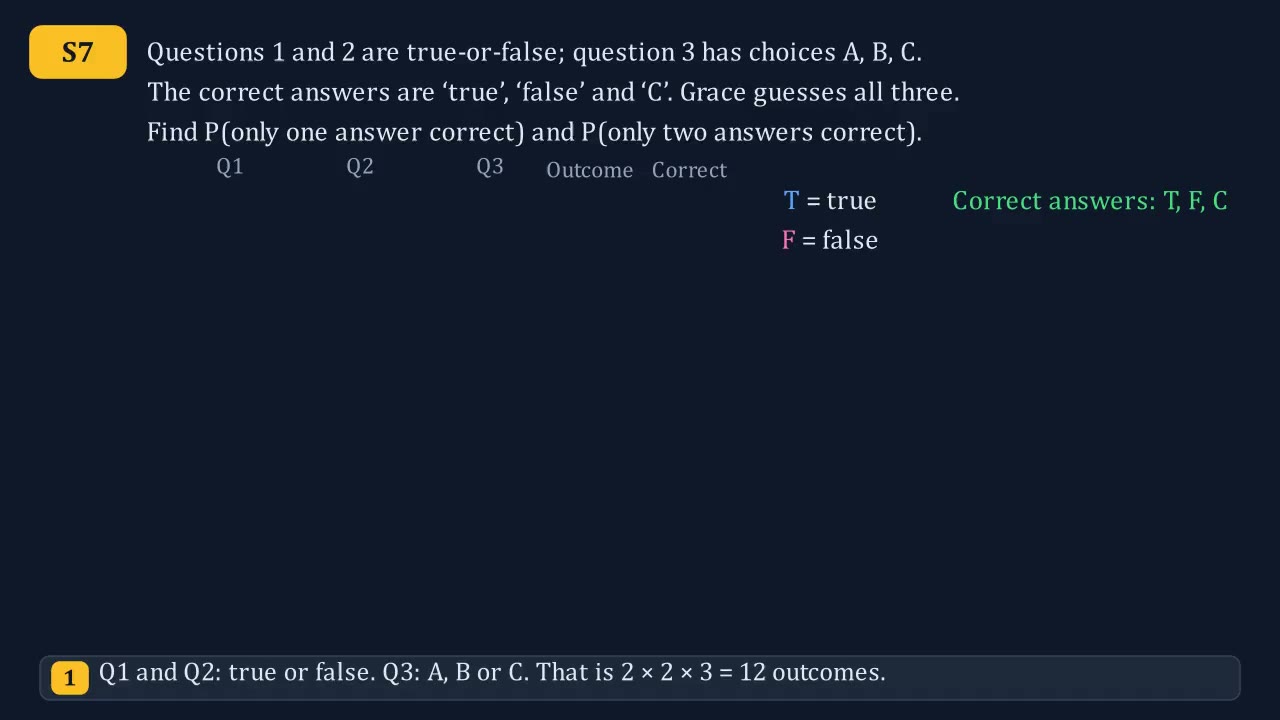 S7
Questions 1 and 2 are true-or-false; question 3 has choices A, B, C.
The correct answers are ‘true’, ‘false’ and ‘C’. Grace guesses all three.
Find P(only one answer correct) and P(only two answers correct).
Q1 Q2 Q3 Outcome Correct
T = true Correct answers: T, F, C
F = false
1 Q1 and Q2: true or false. Q3: A, B or C. That is 2 × 2 × 3 = 12 outcomes.